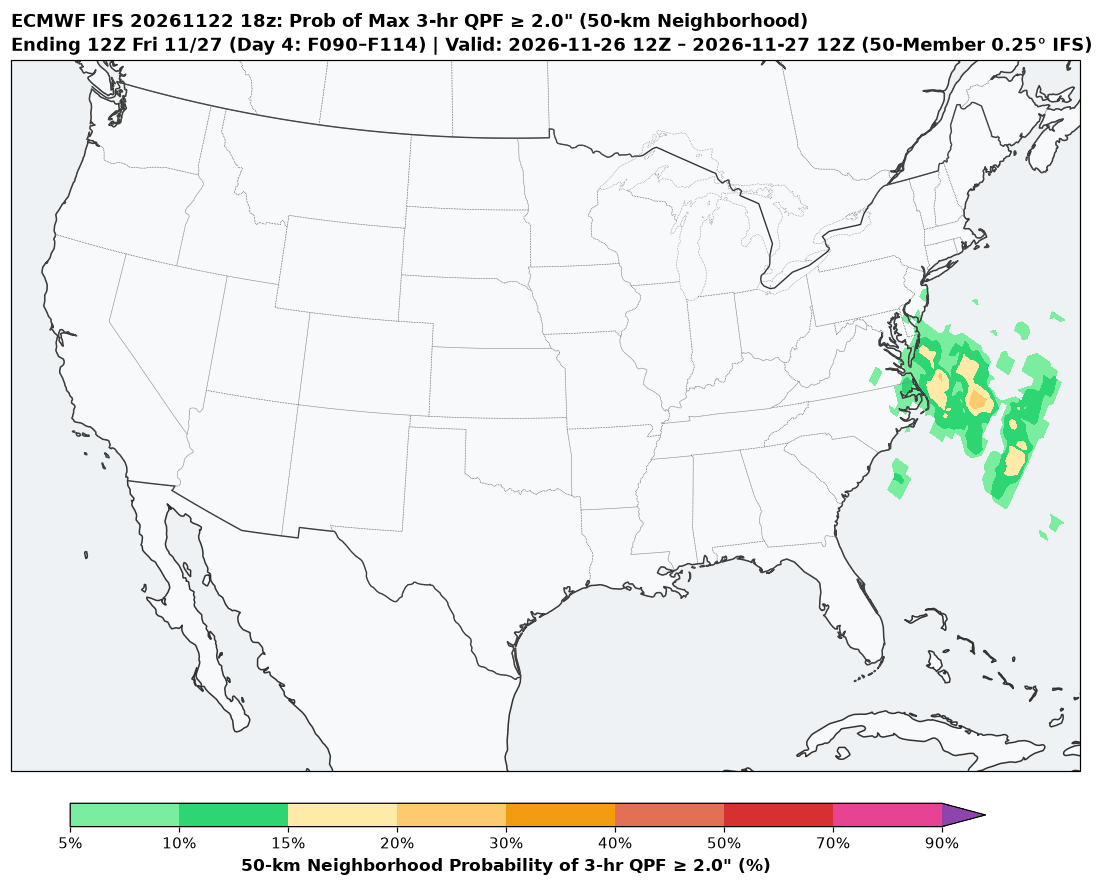 ECMWF IFS 20261122 18z: Prob of Max 3-hr QPF ≥ 2.0" (50-km Neighborhood)
Ending 12Z Fri 11/27 (Day 4: F090–F114) | Valid: 2026-11-26 12Z – 2026-11-27 12Z (50-Member 0.25° IFS)
5% 10% 15% 20% 30% 40% 50% 70% 90%
50-km Neighborhood Probability of 3-hr QPF ≥ 2.0" (%)